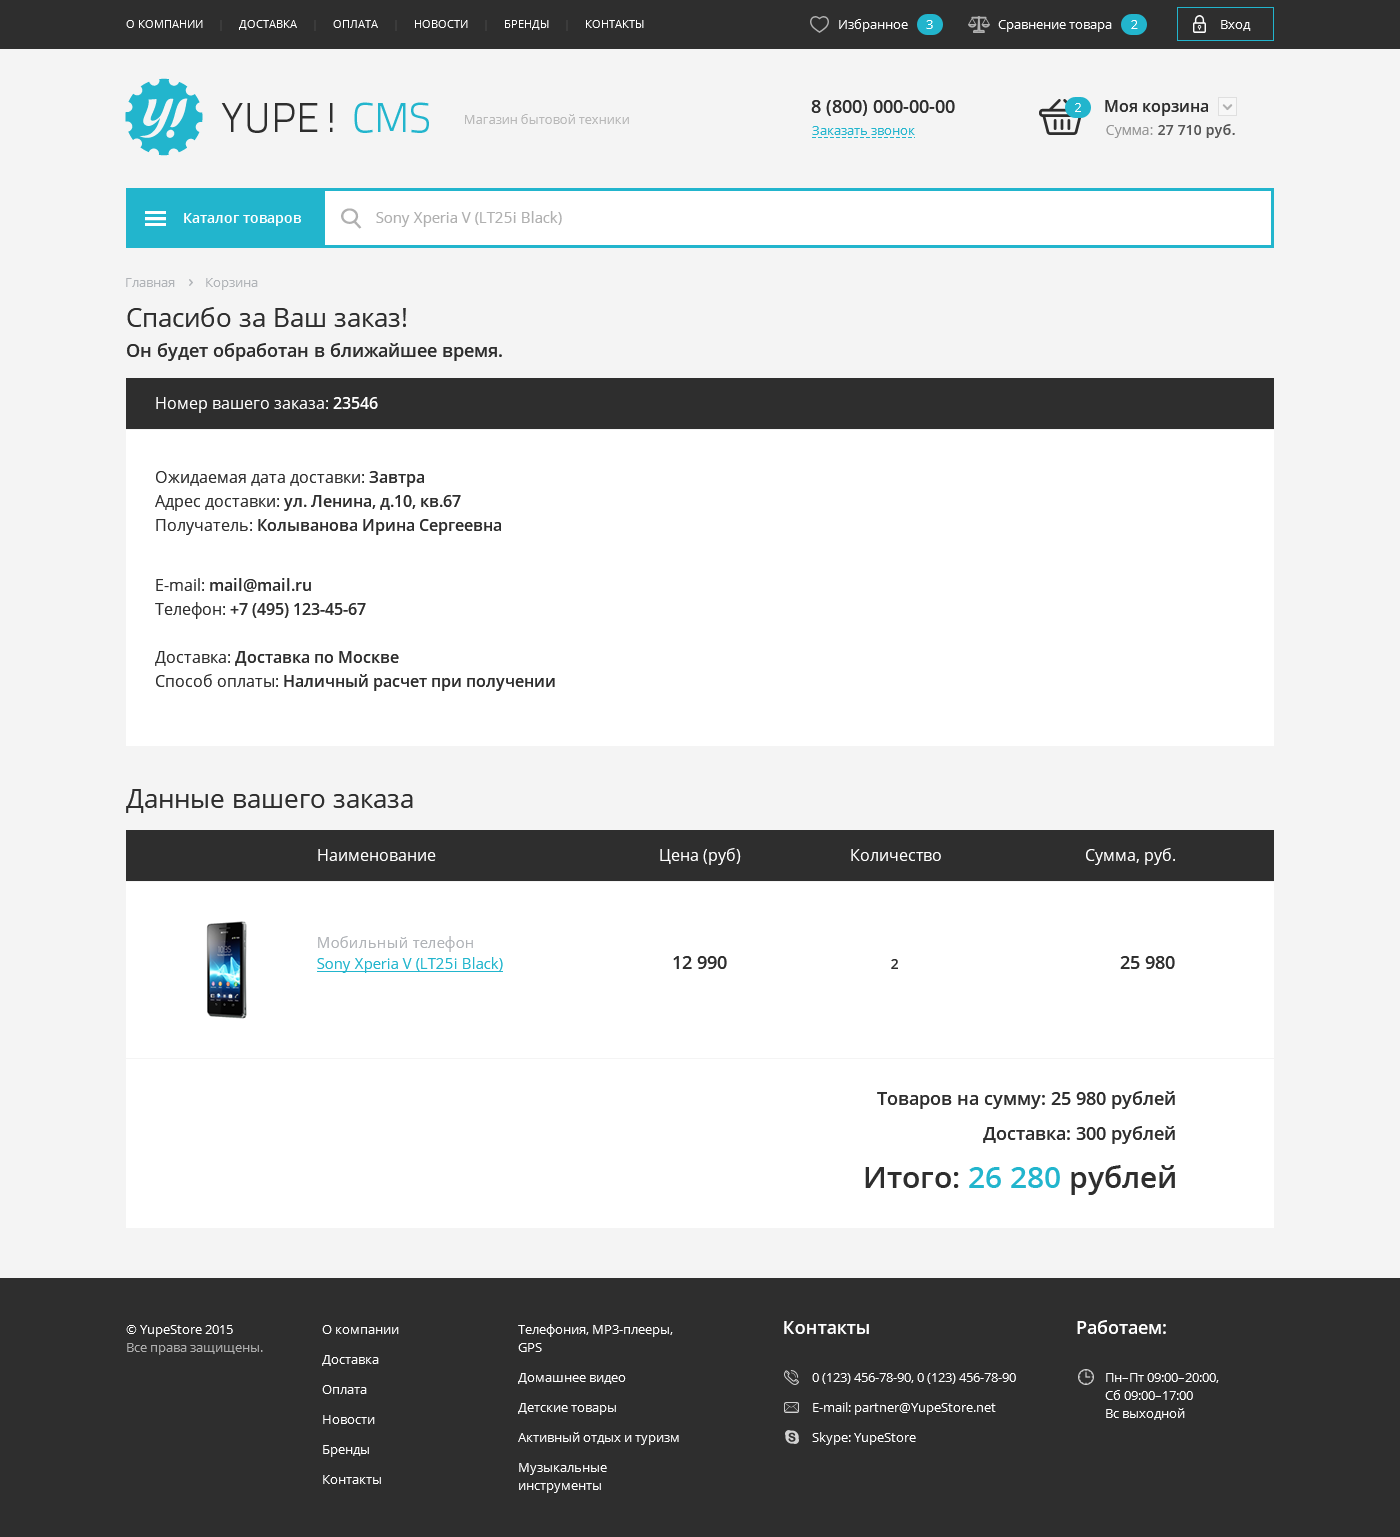 О КОМПАНИИ | ДОСТАВКА | ОПЛАТА | НОВОСТИ | БРЕНДЫ | КОНТАКТЫ
Избранное 3 Сравнение товара 2 Вход
y! YUPE! CMS
Магазин бытовой техники
8 (800) 000-00-00
Заказать звонок
2 Моя корзина
Сумма: 27 710 руб.
Каталог товаров
Sony Xperia V (LT25i Black)
Главная › Корзина
Спасибо за Ваш заказ!
Он будет обработан в ближайшее время.
Номер вашего заказа: 23546
Ожидаемая дата доставки: Завтра
Адрес доставки: ул. Ленина, д.10, кв.67
Получатель: Колыванова Ирина Сергеевна
E-mail: mail@mail.ru
Телефон: +7 (495) 123-45-67
Доставка: Доставка по Москве
Способ оплаты: Наличный расчет при получении
Данные вашего заказа
Наименование Цена (руб) Количество Сумма, руб.
Мобильный телефон
Sony Xperia V (LT25i Black) 12 990 2 25 980
Товаров на сумму: 25 980 рублей
Доставка: 300 рублей
Итого: 26 280 рублей
© YupeStore 2015
Все права защищены.
О компании
Доставка
Оплата
Новости
Бренды
Контакты
Телефония, MP3-плееры,
GPS
Домашнее видео
Детские товары
Активный отдых и туризм
Музыкальные
инструменты
Контакты
0 (123) 456-78-90, 0 (123) 456-78-90
E-mail: partner@YupeStore.net
Skype: YupeStore
Работаем:
Пн–Пт 09:00–20:00,
Сб 09:00–17:00
Вс выходной